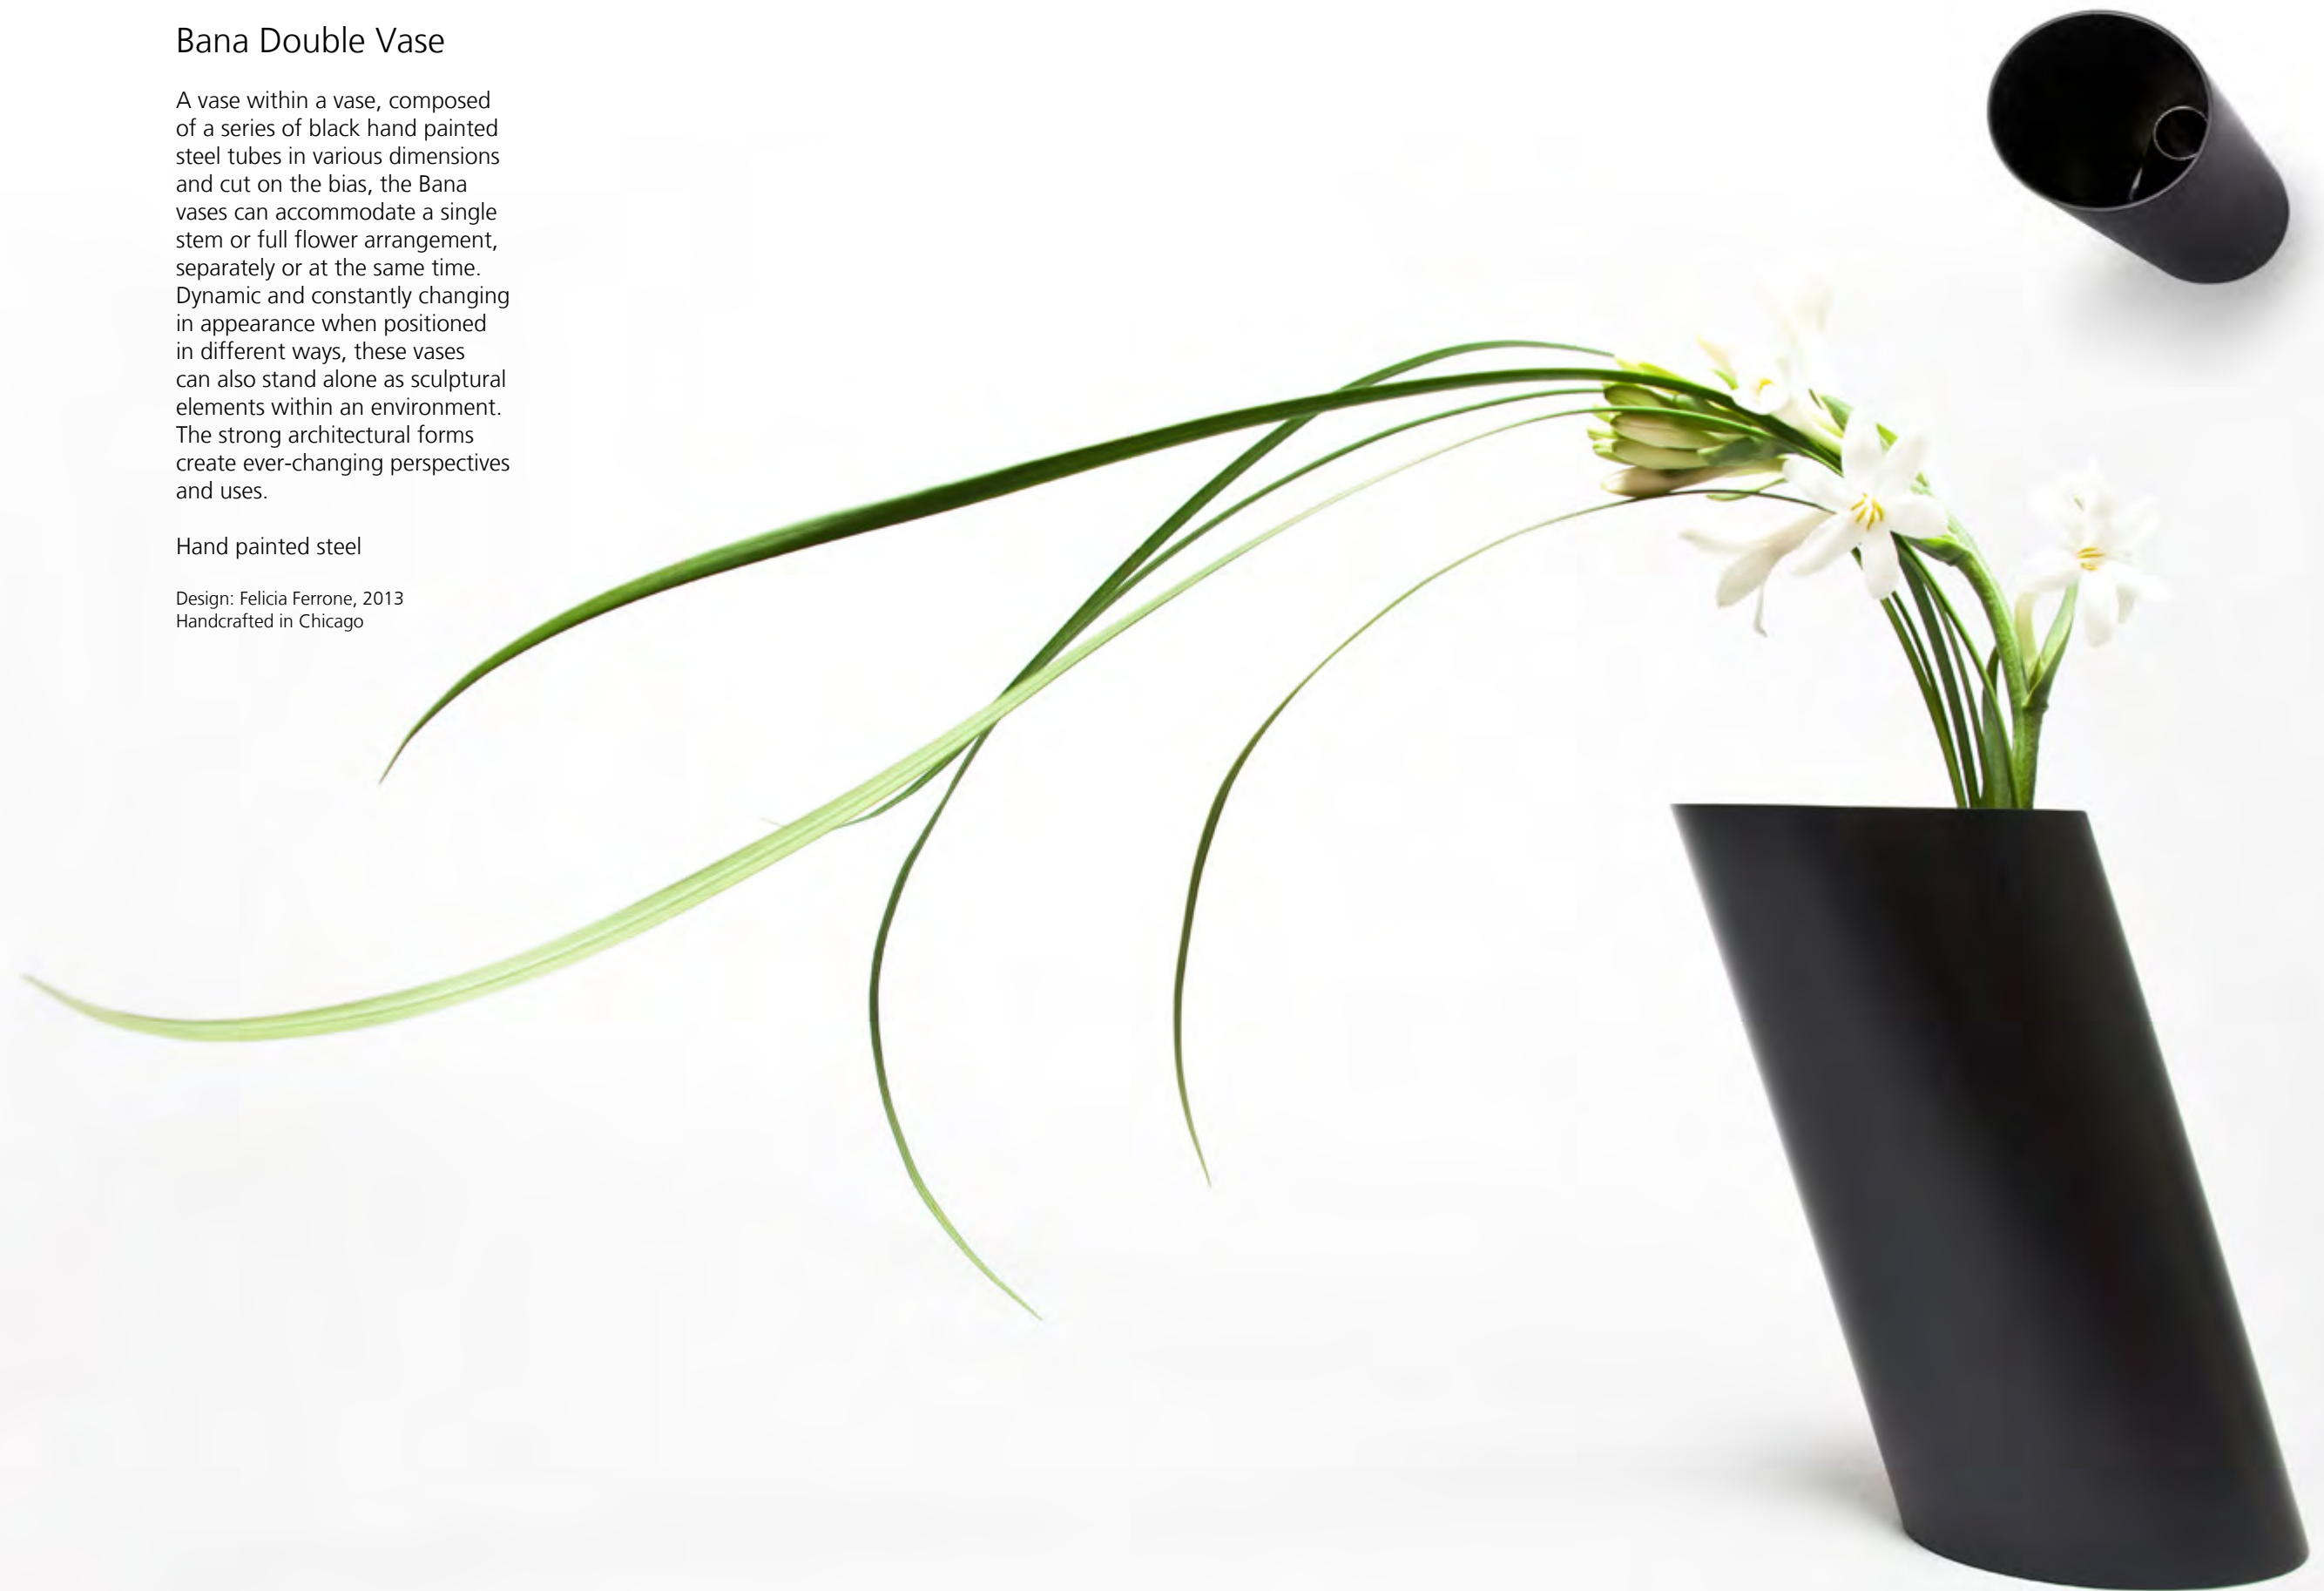 Bana Double Vase
A vase within a vase, composed
of a series of black hand painted
steel tubes in various dimensions
and cut on the bias, the Bana
vases can accommodate a single
stem or full flower arrangement,
separately or at the same time.
Dynamic and constantly changing
in appearance when positioned
in different ways, these vases
can also stand alone as sculptural
elements within an environment.
The strong architectural forms
create ever-changing perspectives
and uses.
Hand painted steel
Design: Felicia Ferrone, 2013
Handcrafted in Chicago